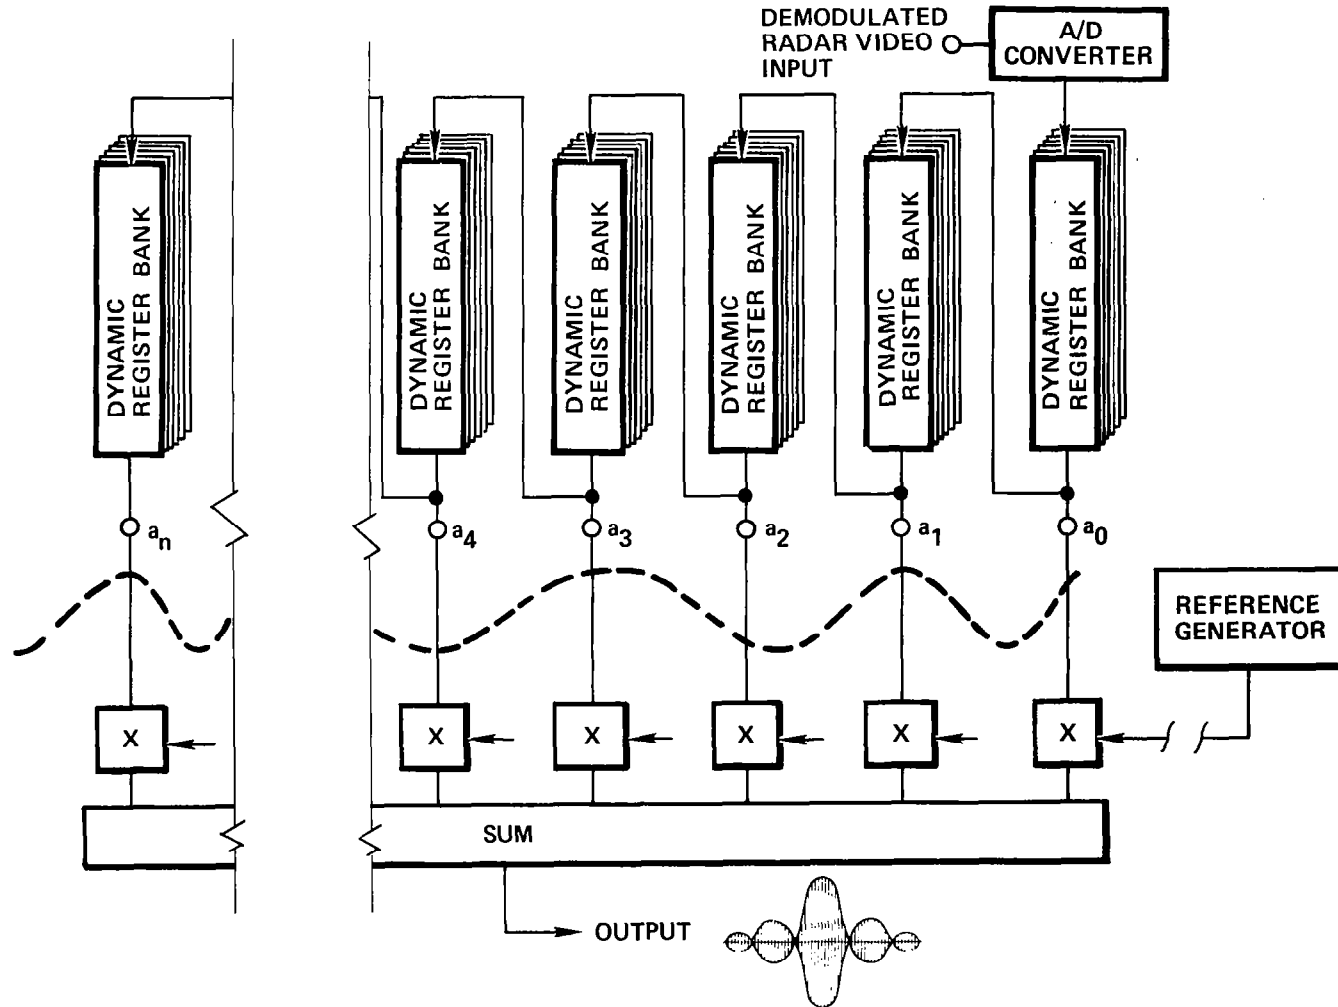 DEMODULATED
RADAR VIDEO
INPUT
A/D
CONVERTER
DYNAMIC
REGISTER BANK
DYNAMIC
REGISTER BANK
DYNAMIC
REGISTER BANK
DYNAMIC
REGISTER BANK
DYNAMIC
REGISTER BANK
DYNAMIC
REGISTER BANK
an
a4
a3
a2
a1
a0
REFERENCE
GENERATOR
X
X
X
X
X
X
SUM
OUTPUT